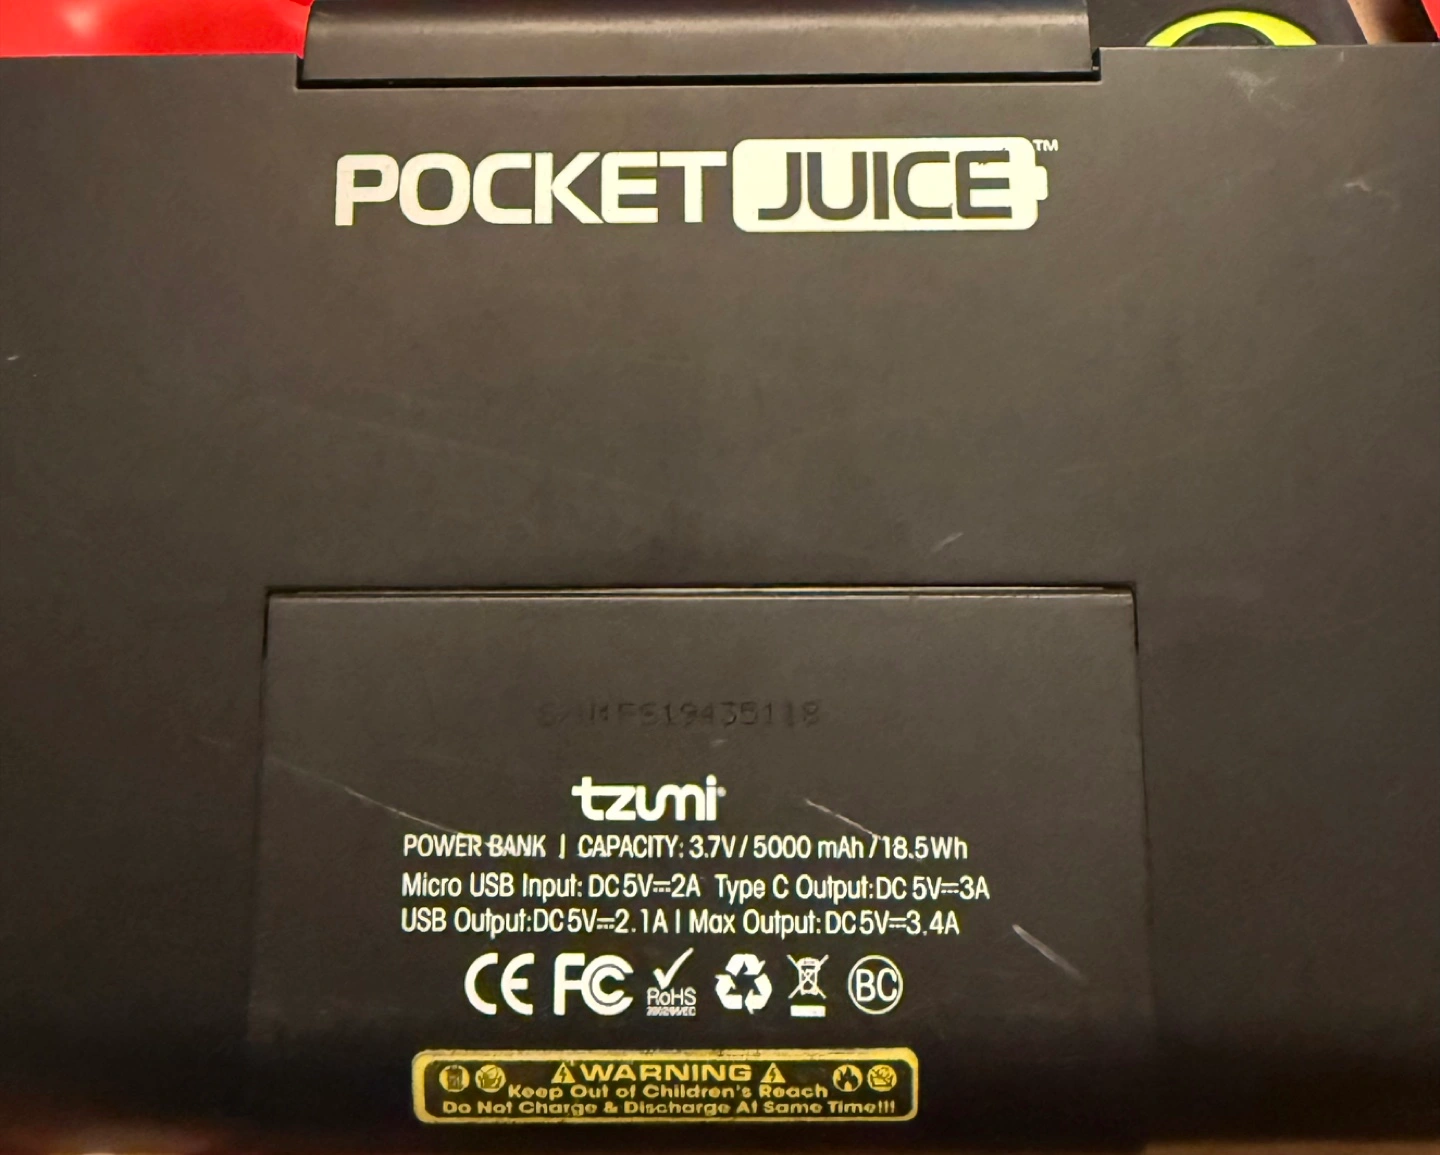 POCKET JUICE™
tzumi
POWER BANK | CAPACITY: 3.7V / 5000 mAh / 18.5Wh
Micro USB Input: DC 5V⎓2A Type C Output: DC 5V⎓3A
USB Output: DC 5V⎓2.1A | Max Output: DC 5V⎓3.4A
CE FC RoHS BC
WARNING
Keep Out of Children's Reach
Do Not Charge & Discharge At Same Time!!!